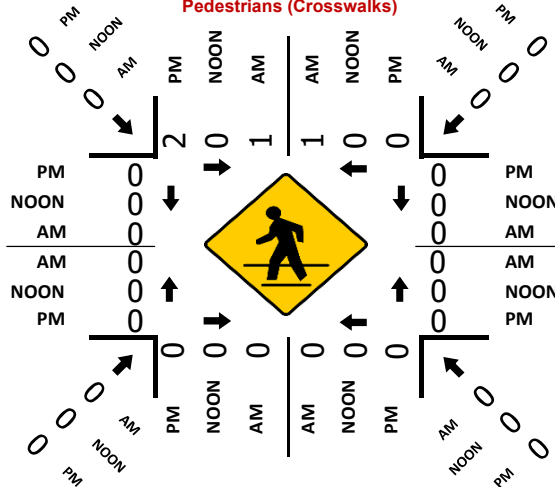 Pedestrians (Crosswalks)
PM NOON AM
0 0 0
PM NOON AM AM NOON PM
2 0 1 1 0 0
PM NOON AM
0 0 0
PM 0 0 PM
NOON 0 0 NOON
AM 0 0 AM
AM 0 0 AM
NOON 0 0 NOON
PM 0 0 PM
0 0 0 0 0 0
PM NOON AM AM NOON PM
0 0 0
AM NOON PM
0 0 0
AM NOON PM